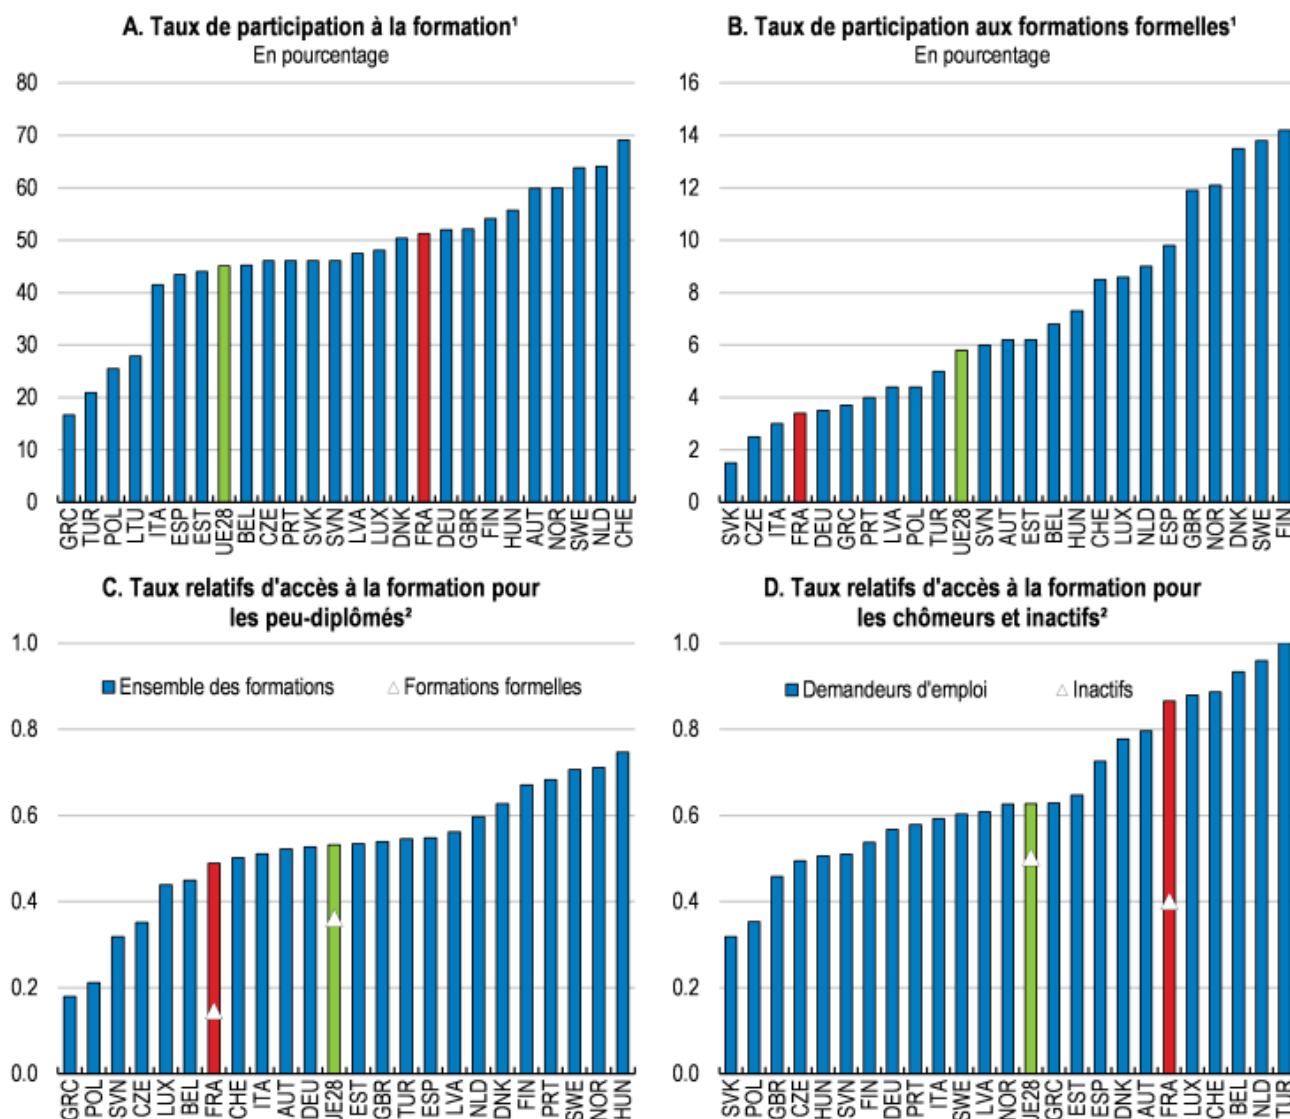 A. Taux de participation à la formation¹
En pourcentage
80
70
60
50
40
30
20
10
0
GRC TUR POL LTU ITA ESP EST UE28 BEL CZE PRT SVK SVN LVA LUX DNK FRA DEU GBR FIN HUN AUT NOR SWE NLD CHE
B. Taux de participation aux formations formelles¹
En pourcentage
16
14
12
10
8
6
4
2
0
SVK CZE ITA FRA DEU GRC PRT LVA POL TUR UE28 SVN AUT EST BEL HUN CHE LUX NLD ESP GBR NOR DNK SWE FIN
C. Taux relatifs d'accès à la formation pour
les peu-diplômés²
1.0
Ensemble des formations Formations formelles
0.8
0.6
0.4
0.2
0.0
GRC POL SVN CZE LUX BEL FRA CHE ITA AUT DEU UE28 EST GBR TUR ESP LVA NLD DNK FIN PRT SWE NOR HUN
D. Taux relatifs d'accès à la formation pour
les chômeurs et inactifs²
1.0
Demandeurs d'emploi Inactifs
0.8
0.6
0.4
0.2
0.0
SVK POL GBR CZE HUN SVN FIN DEU PRT ITA SWE LVA NOR UE28 GRC EST ESP DNK AUT FRA LUX CHE BEL NLD TUR